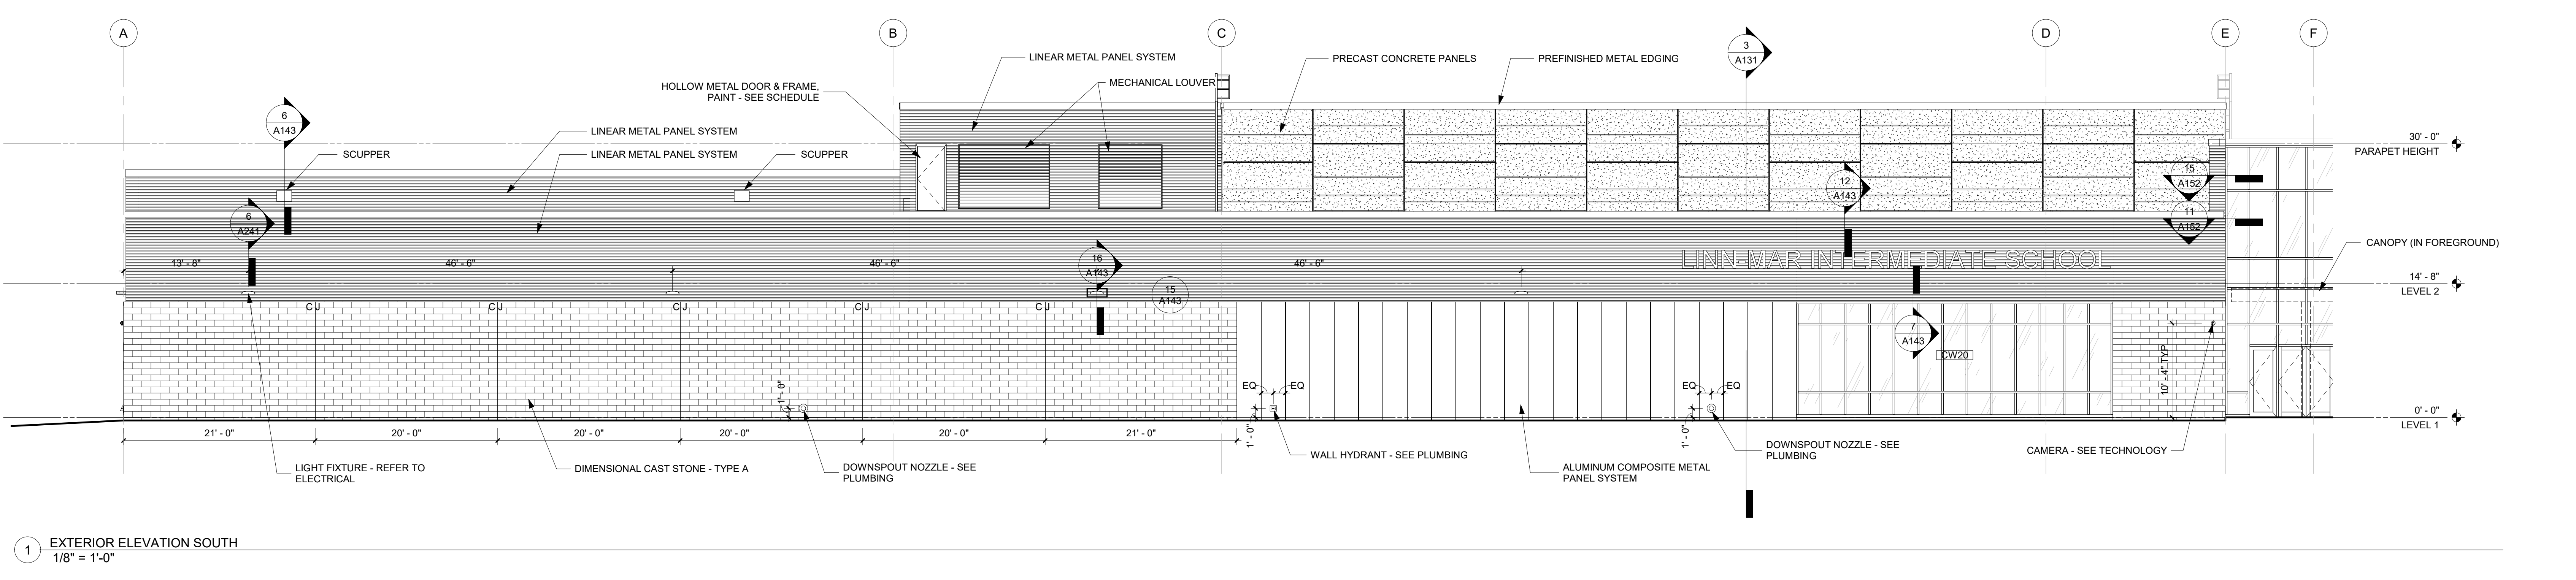 A
B
C
D
E
F
3
A131
LINEAR METAL PANEL SYSTEM
PRECAST CONCRETE PANELS
PREFINISHED METAL EDGING
MECHANICAL LOUVER
HOLLOW METAL DOOR & FRAME,
PAINT - SEE SCHEDULE
6
A143
LINEAR METAL PANEL SYSTEM
30' - 0"
PARAPET HEIGHT
SCUPPER
LINEAR METAL PANEL SYSTEM
SCUPPER
15
A152
12
A143
6
A241
11
A152
CANOPY (IN FOREGROUND)
13' - 8"
46' - 6"
46' - 6"
46' - 6"
16
A143
LINN-MAR INTERMEDIATE SCHOOL
14' - 8"
LEVEL 2
15
A143
CJ
CJ
CJ
CJ
CJ
7
A143
CW20
10' - 4" TYP
1' - 0"
EQ
EQ
EQ
EQ
1' - 0"
1' - 0"
0' - 0"
LEVEL 1
21' - 0"
20' - 0"
20' - 0"
20' - 0"
20' - 0"
21' - 0"
LIGHT FIXTURE - REFER TO
ELECTRICAL
DIMENSIONAL CAST STONE - TYPE A
DOWNSPOUT NOZZLE - SEE
PLUMBING
WALL HYDRANT - SEE PLUMBING
ALUMINUM COMPOSITE METAL
PANEL SYSTEM
DOWNSPOUT NOZZLE - SEE
PLUMBING
CAMERA - SEE TECHNOLOGY
1
EXTERIOR ELEVATION SOUTH
1/8" = 1'-0"